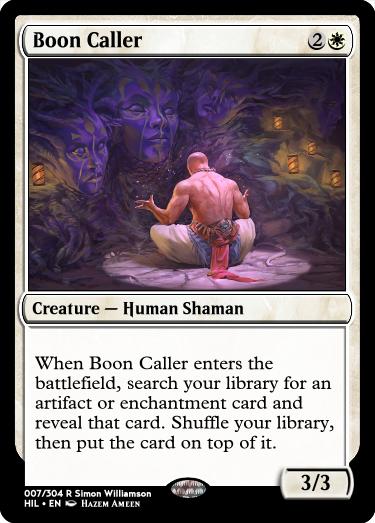 Boon Caller 2
Creature — Human Shaman
When Boon Caller enters the
battlefield, search your library for an
artifact or enchantment card and
reveal that card. Shuffle your library,
then put the card on top of it.
3/3
007/304 R Simon Williamson
HIL • EN Hazem Ameen